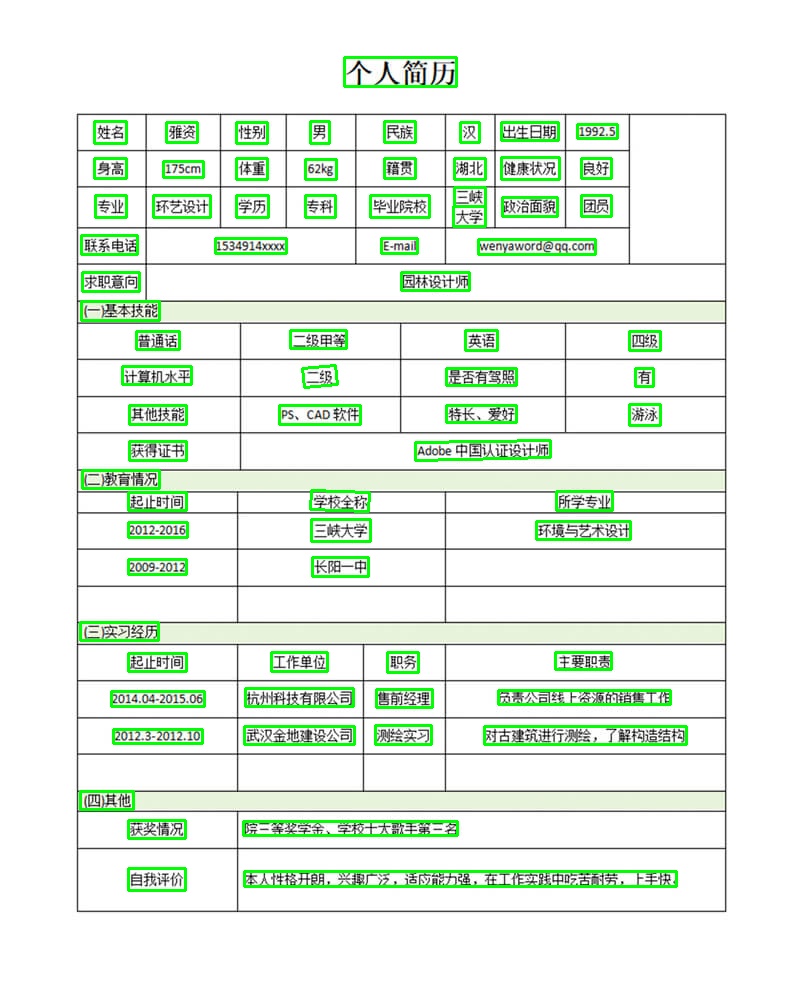 个人简历
姓名 雅资 性别 男 民族 汉 出生日期 1992.5
身高 175cm 体重 62kg 籍贯 湖北 健康状况 良好
专业 环艺设计 学历 专科 毕业院校 三峡大学 政治面貌 团员
联系电话 1534914xxxx E-mail wenyaword@qq.com
求职意向 园林设计师
(一)基本技能
普通话 二级甲等 英语 四级
计算机水平 二级 是否有驾照 有
其他技能 PS、CAD 软件 特长、爱好 游泳
获得证书 Adobe 中国认证设计师
(二)教育情况
起止时间 学校全称 所学专业
2012-2016 三峡大学 环境与艺术设计
2009-2012 长阳一中
(三)实习经历
起止时间 工作单位 职务 主要职责
2014.04-2015.06 杭州科技有限公司 售前经理 负责公司线上资源的销售工作
2012.3-2012.10 武汉金地建设公司 测绘实习 对古建筑进行测绘，了解构造结构
(四)其他
获奖情况 院三等奖学金、学校十大歌手第三名
自我评价 本人性格开朗，兴趣广泛，适应能力强，在工作实践中吃苦耐劳，上手快，